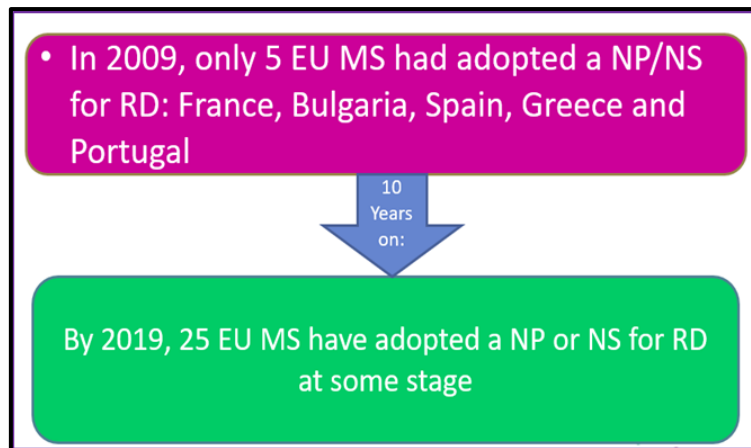 • In 2009, only 5 EU MS had adopted a NP/NS
for RD: France, Bulgaria, Spain, Greece and
Portugal
10
Years
on:
By 2019, 25 EU MS have adopted a NP or NS for RD
at some stage